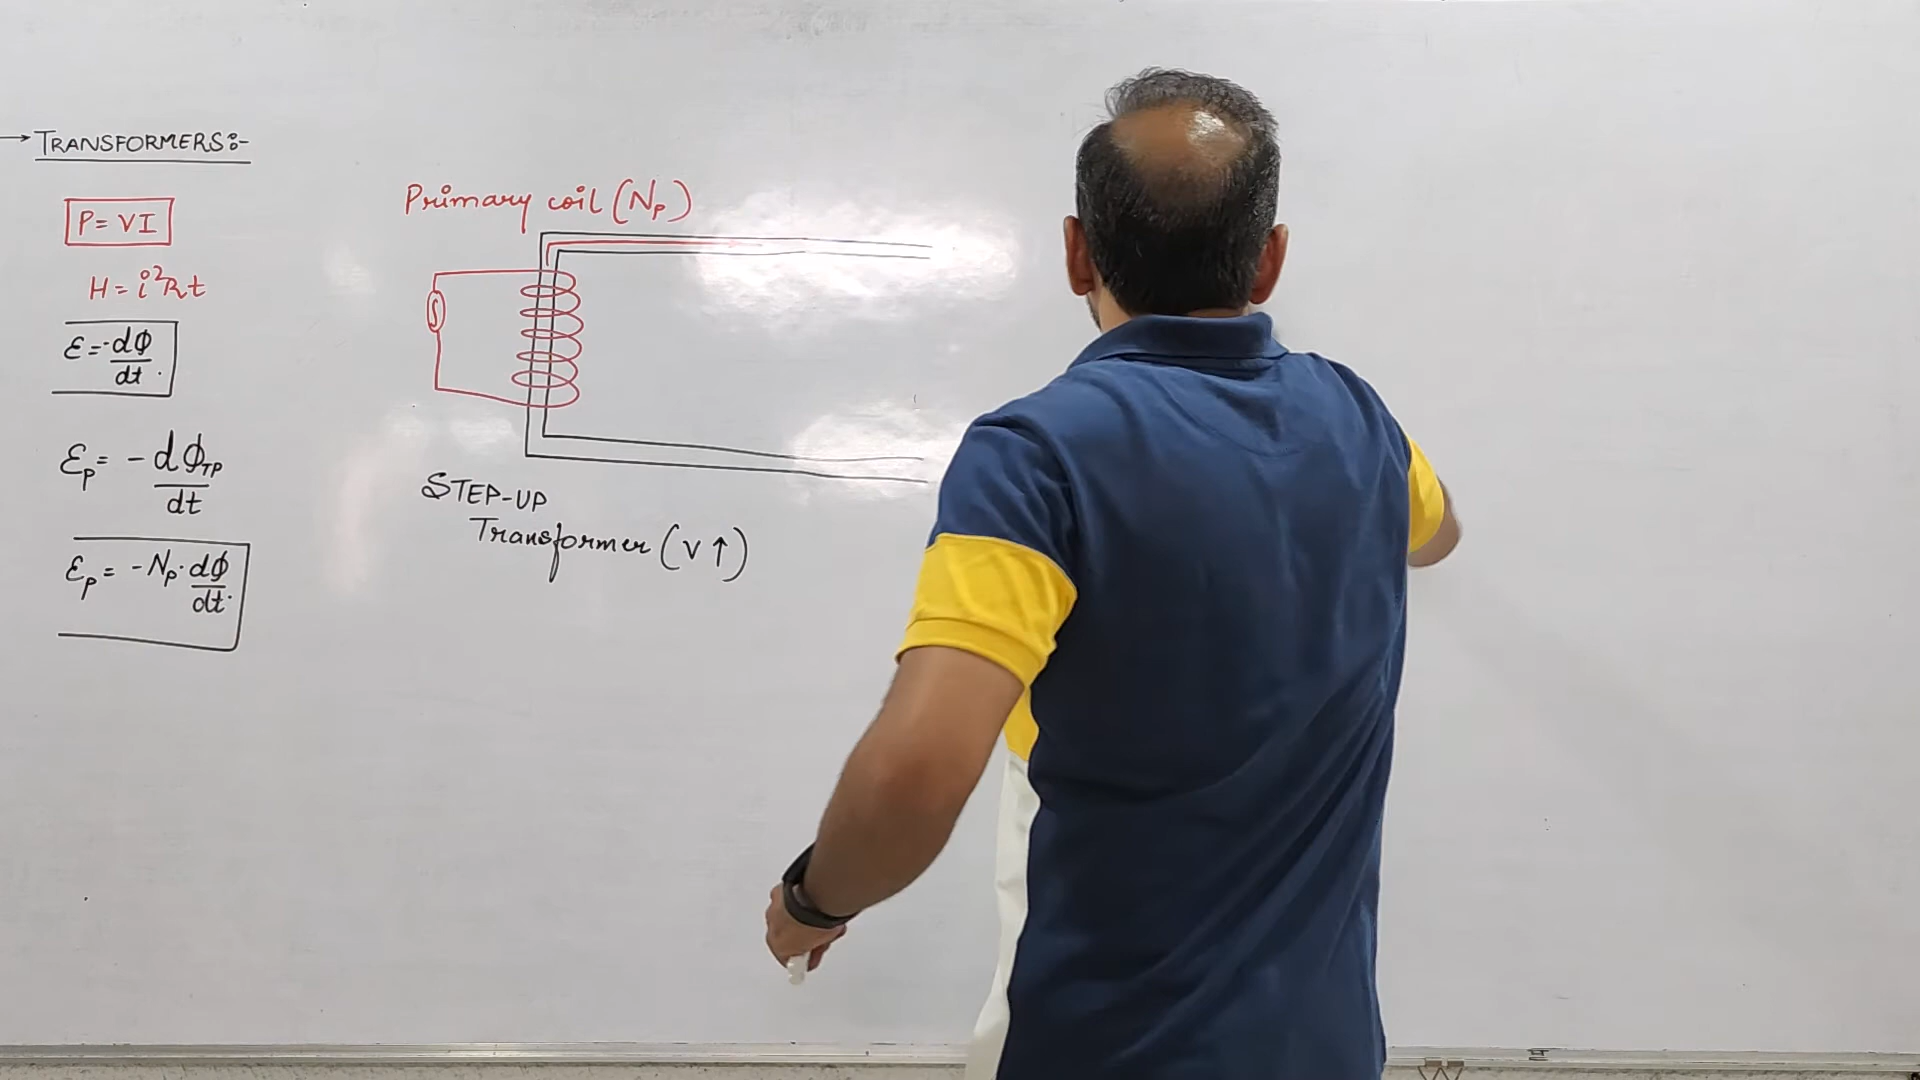 → TRANSFORMERS:-
P = VI
H = i²Rt
ε = -dΦ/dt.
εp = - dΦTP/dt
εp = - Np. dΦ/dt.
Primary coil (Np)
STEP-UP
Transformer (V↑)